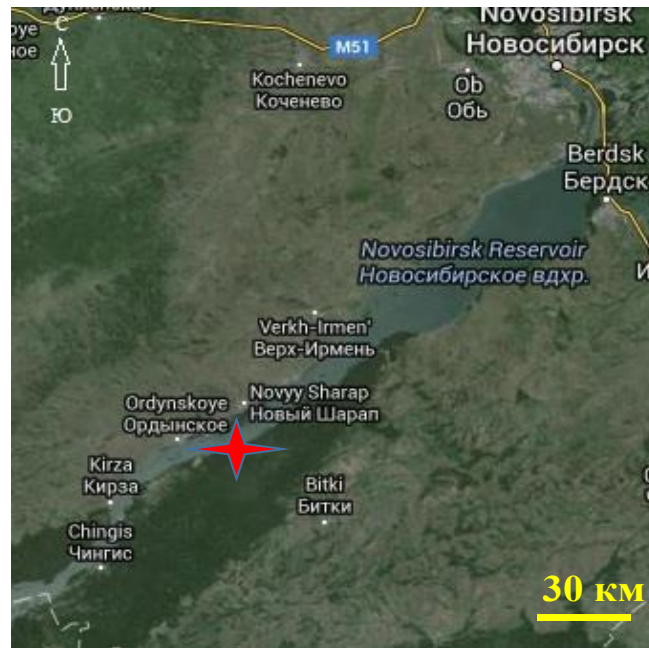 Novosibirsk
Новосибирск
С
M51
Kochenevo
Коченево
Ob
Обь
Ю
Berdsk
Бердск
Novosibirsk Reservoir
Новосибирское вдхр.
И
Verkh-Irmen'
Верх-Ирмень
Novyy Sharap
Новый Шарап
Ordynskoye
Ордынское
Kirza
Кирза
Bitki
Битки
Chingis
Чингис
30 км